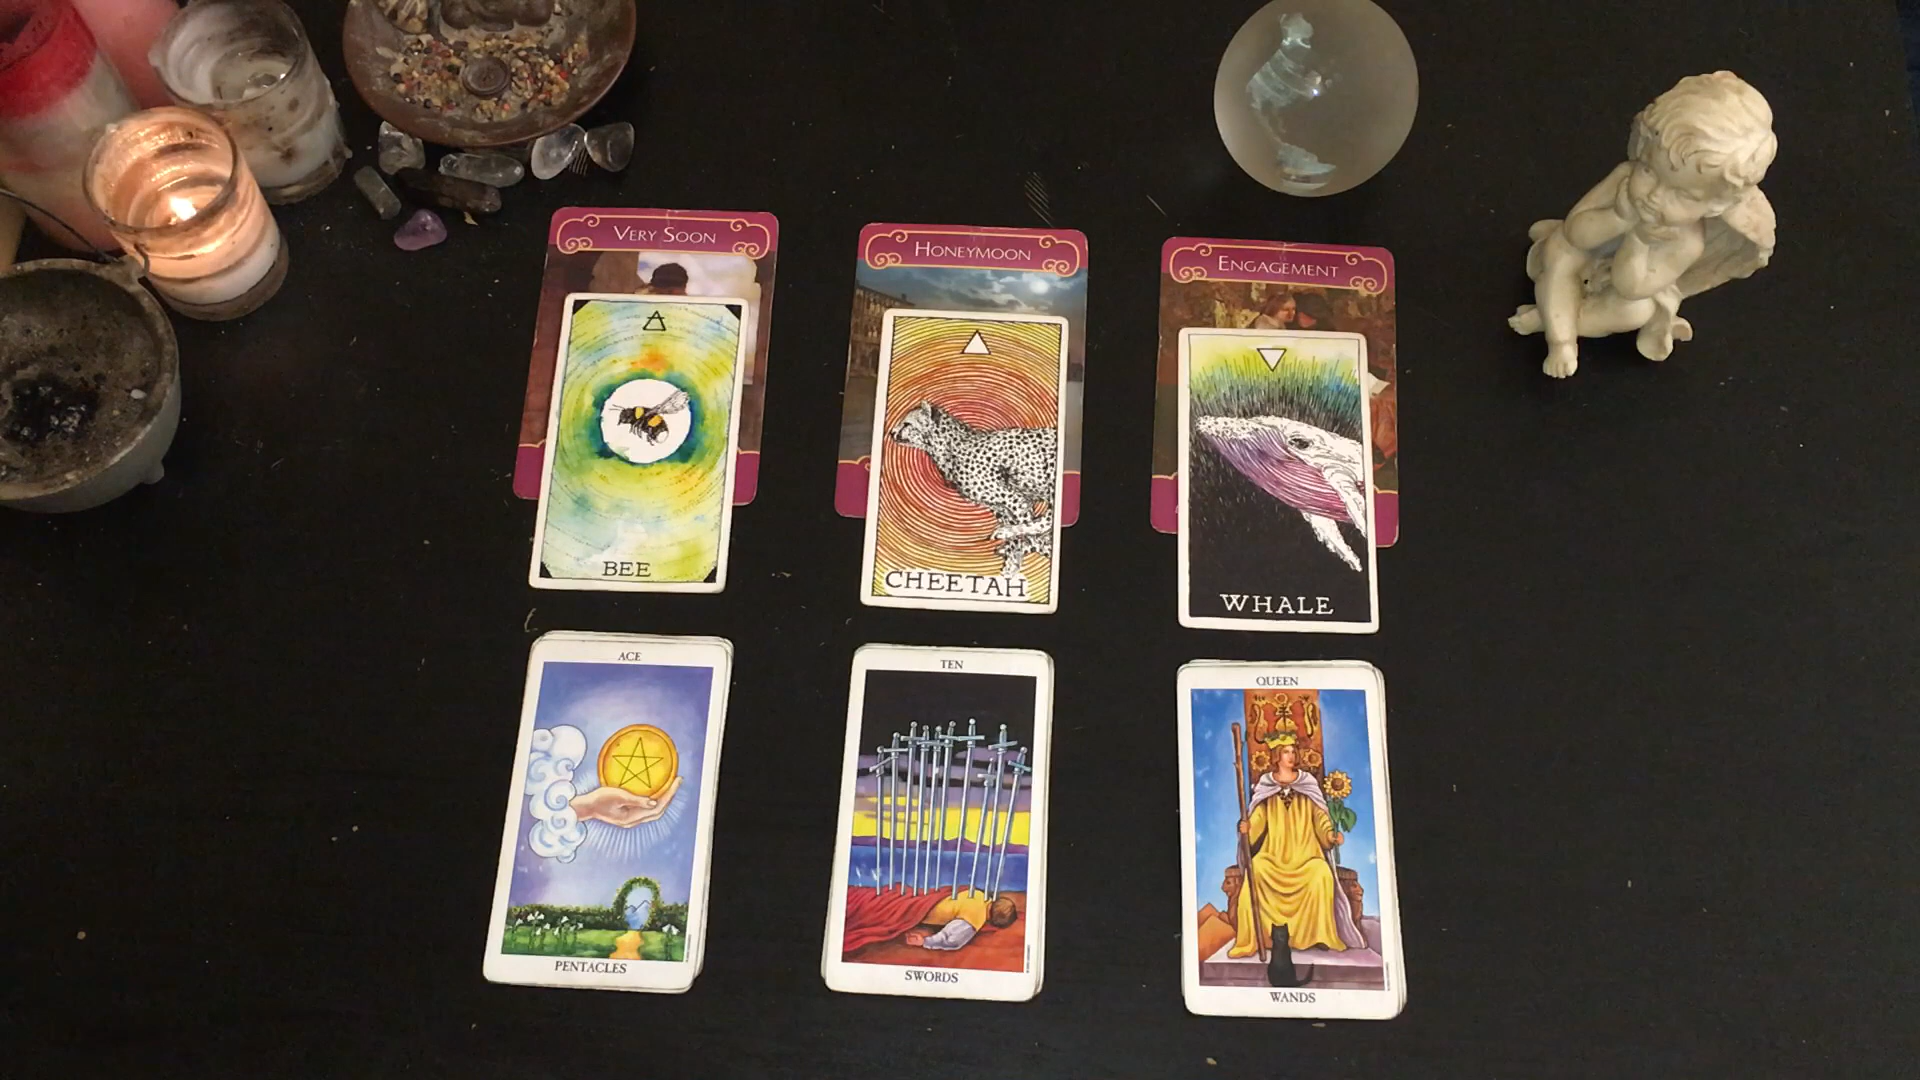 Very Soon
Honeymoon
Engagement
BEE
CHEETAH
WHALE
ACE
PENTACLES
TEN
SWORDS
QUEEN
WANDS